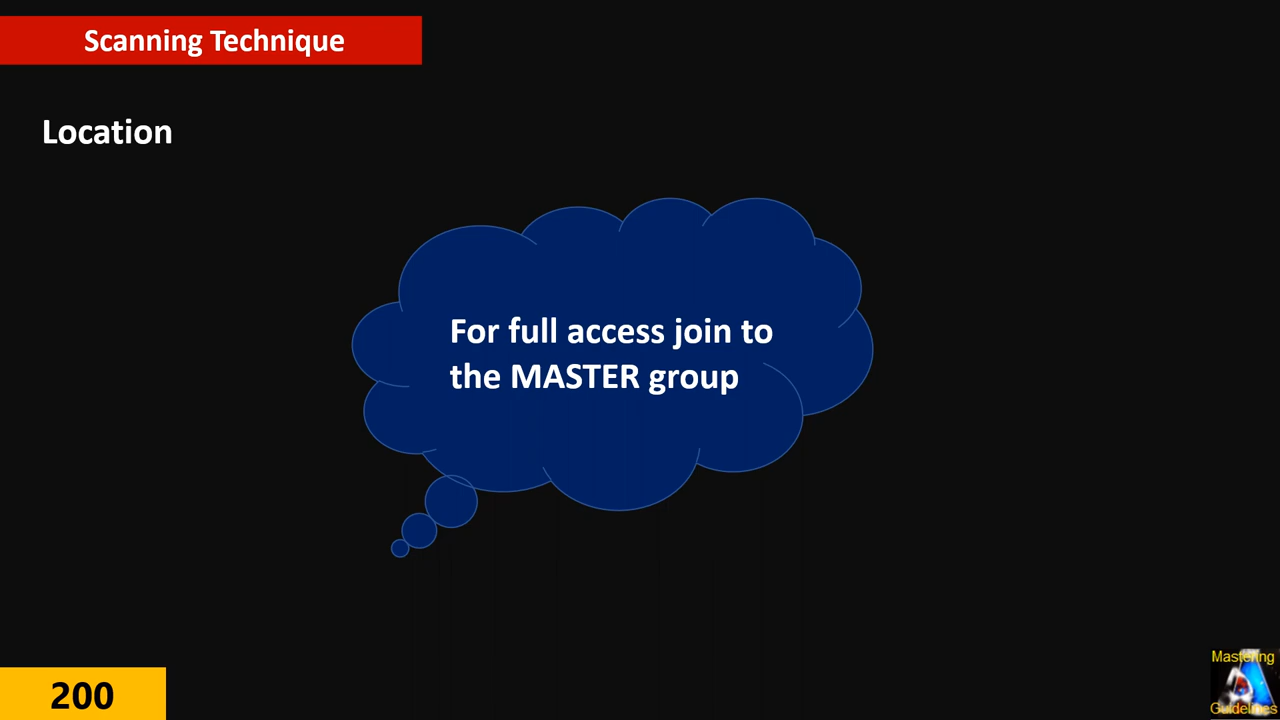 Scanning Technique
Location
For full access join to
the MASTER group
200
Mastering
Guidelines